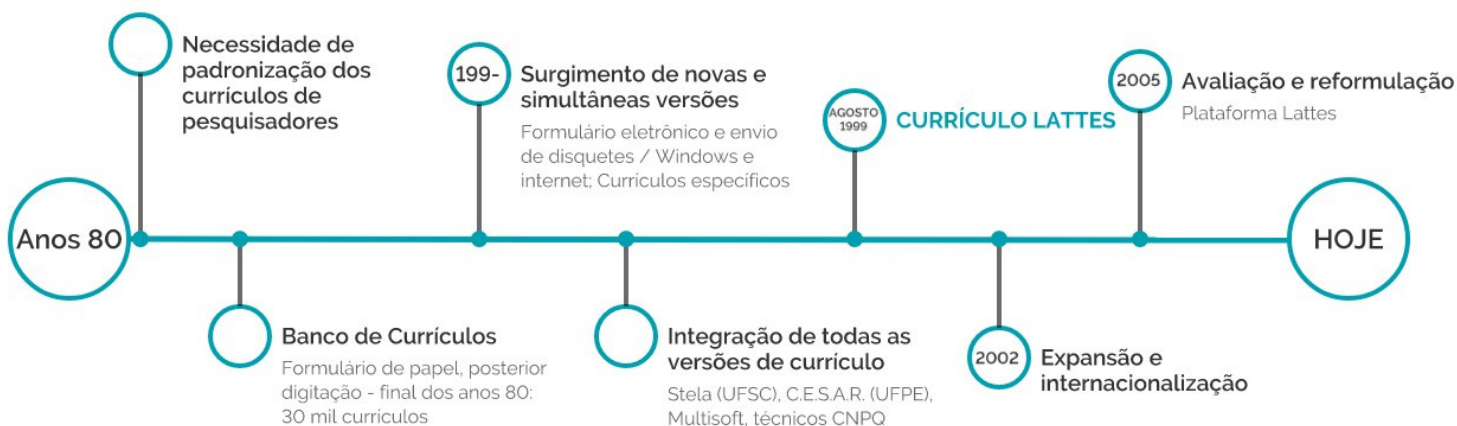 Anos 80
Necessidade de
padronização dos
currículos de
pesquisadores
Banco de Currículos
Formulário de papel, posterior
digitação - final dos anos 80:
30 mil currículos
199-
Surgimento de novas e
simultâneas versões
Formulário eletrônico e envio
de disquetes / Windows e
internet; Currículos específicos
Integração de todas as
versões de currículo
Stela (UFSC), C.E.S.A.R. (UFPE),
Multisoft, técnicos CNPQ
AGOSTO
1999
CURRÍCULO LATTES
2002
Expansão e
internacionalização
2005
Avaliação e reformulação
Plataforma Lattes
HOJE